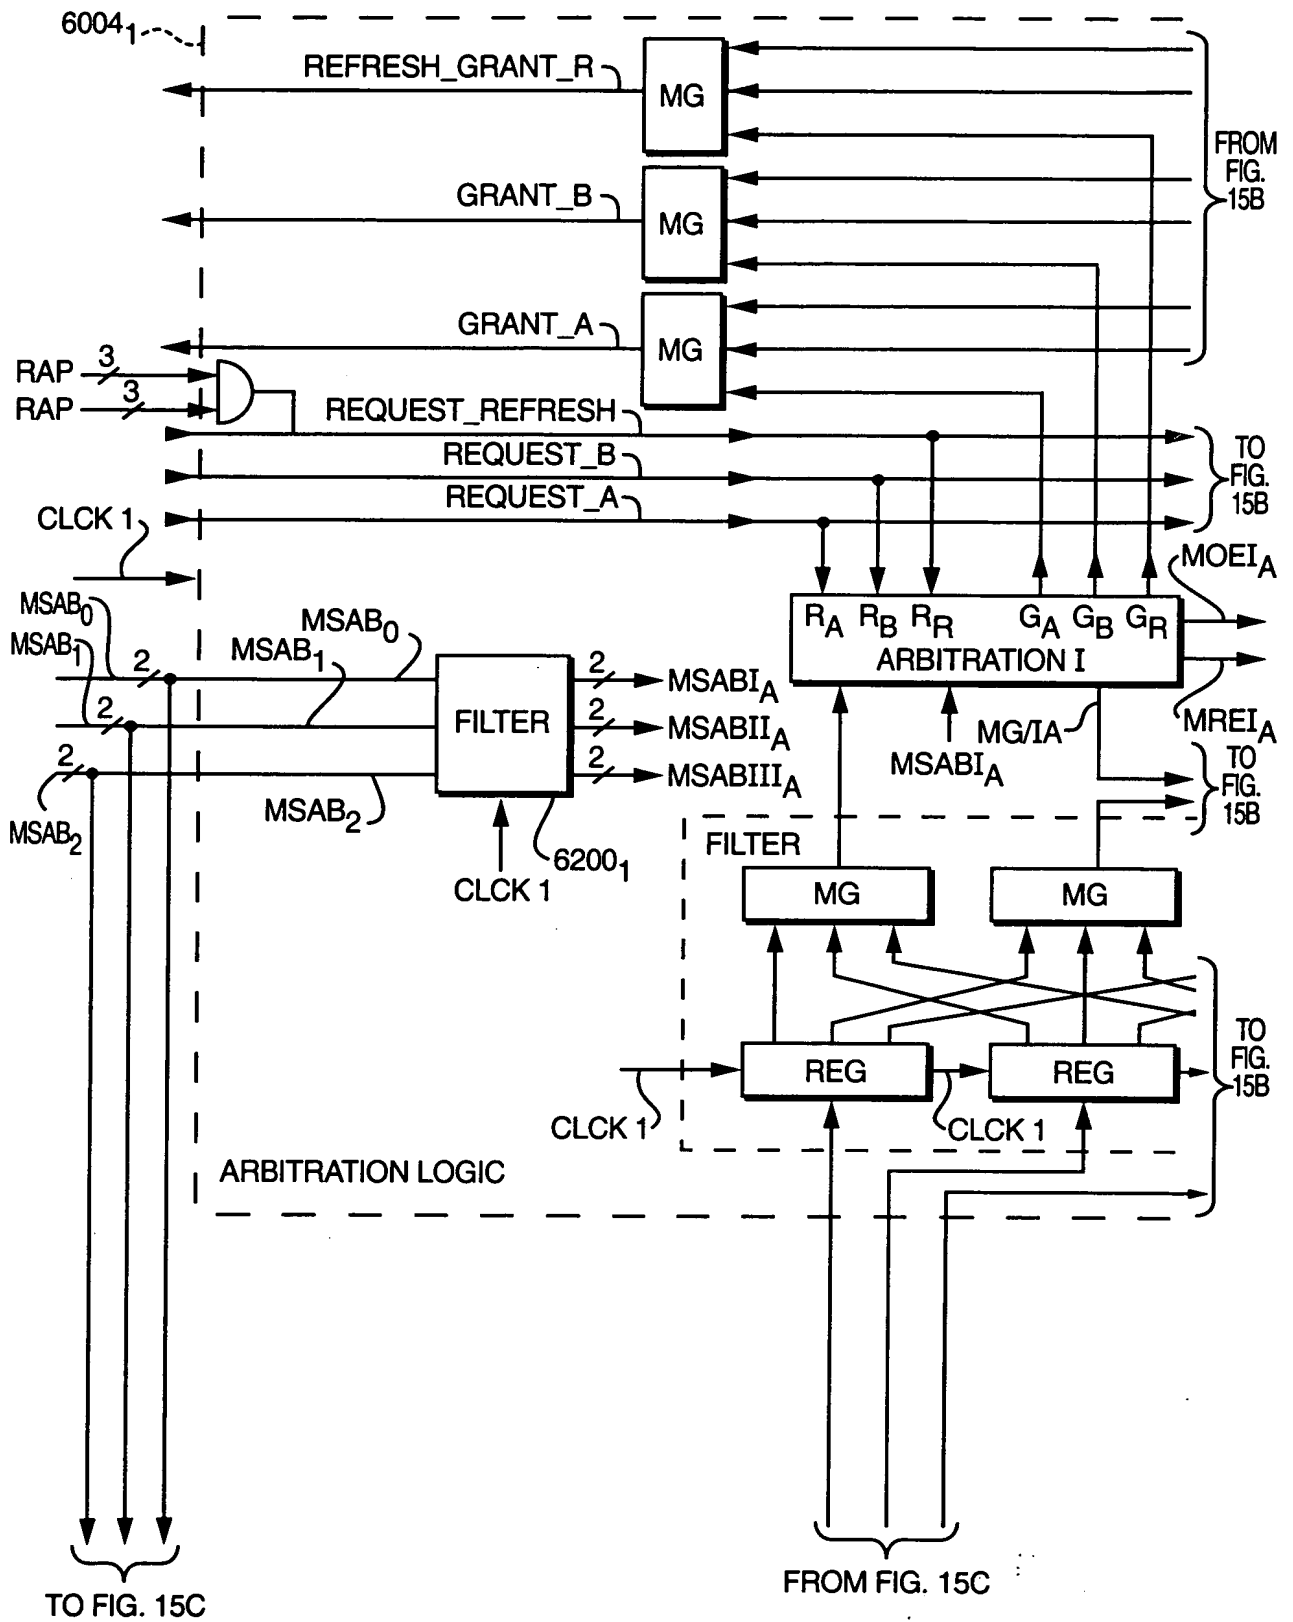 6004₁
REFRESH_GRANT_R
MG
FROM
FIG.
15B
GRANT_B
MG
GRANT_A
MG
RAP 3
RAP 3
REQUEST_REFRESH
REQUEST_B
REQUEST_A
TO
FIG.
15B
CLCK 1
MOEI_A
R_A R_B R_R G_A G_B G_R
ARBITRATION I
MREI_A
MSAB₀
MSAB₁
2
2
2
MSAB₂
MSAB₀
MSAB₁
MSAB₂
FILTER
2 MSABI_A
2 MSABII_A
2 MSABIII_A
CLCK 1
6200₁
MSABI_A
MG/IA
TO
FIG.
15B
FILTER
MG
MG
REG
REG
CLCK 1
CLCK 1
TO
FIG.
15B
ARBITRATION LOGIC
TO FIG. 15C
FROM FIG. 15C